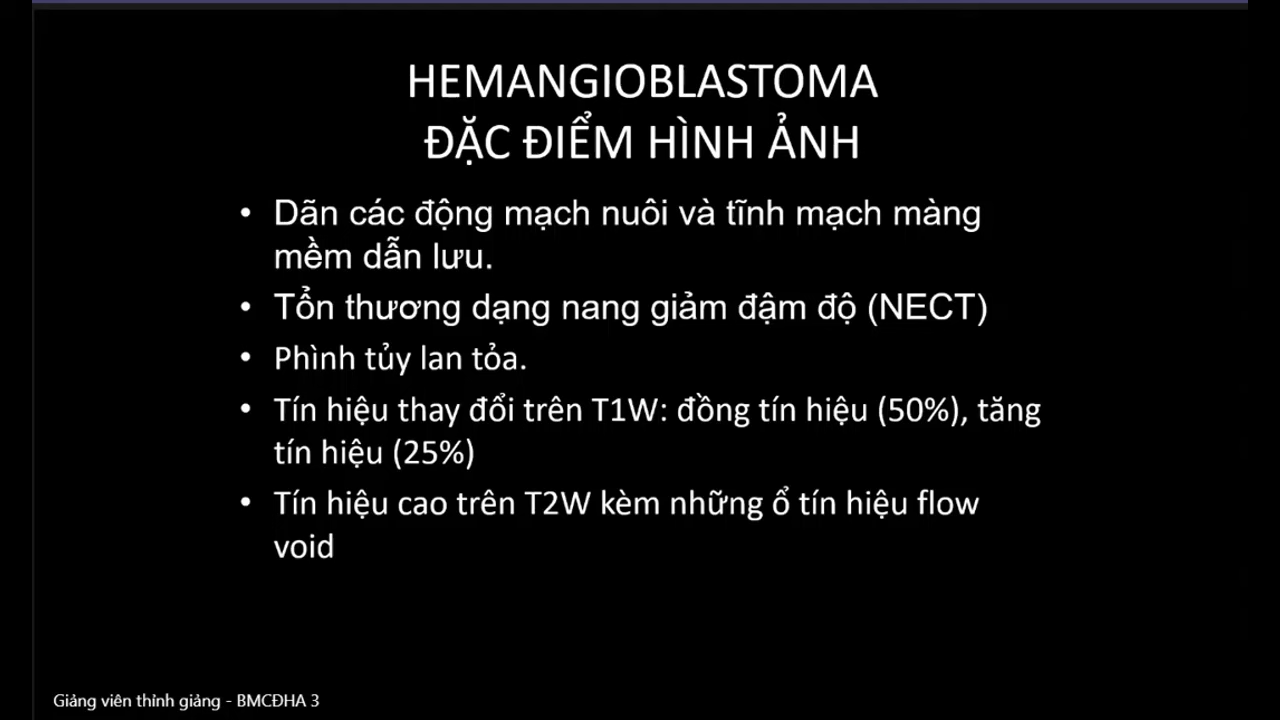 HEMANGIOBLASTOMA
ĐẶC ĐIỂM HÌNH ẢNH
• Dãn các động mạch nuôi và tĩnh mạch màng
mềm dẫn lưu.
• Tổn thương dạng nang giảm đậm độ (NECT)
• Phình tủy lan tỏa.
• Tín hiệu thay đổi trên T1W: đồng tín hiệu (50%), tăng
tín hiệu (25%)
• Tín hiệu cao trên T2W kèm những ổ tín hiệu flow
void
Giảng viên thỉnh giảng - BMCĐHA 3